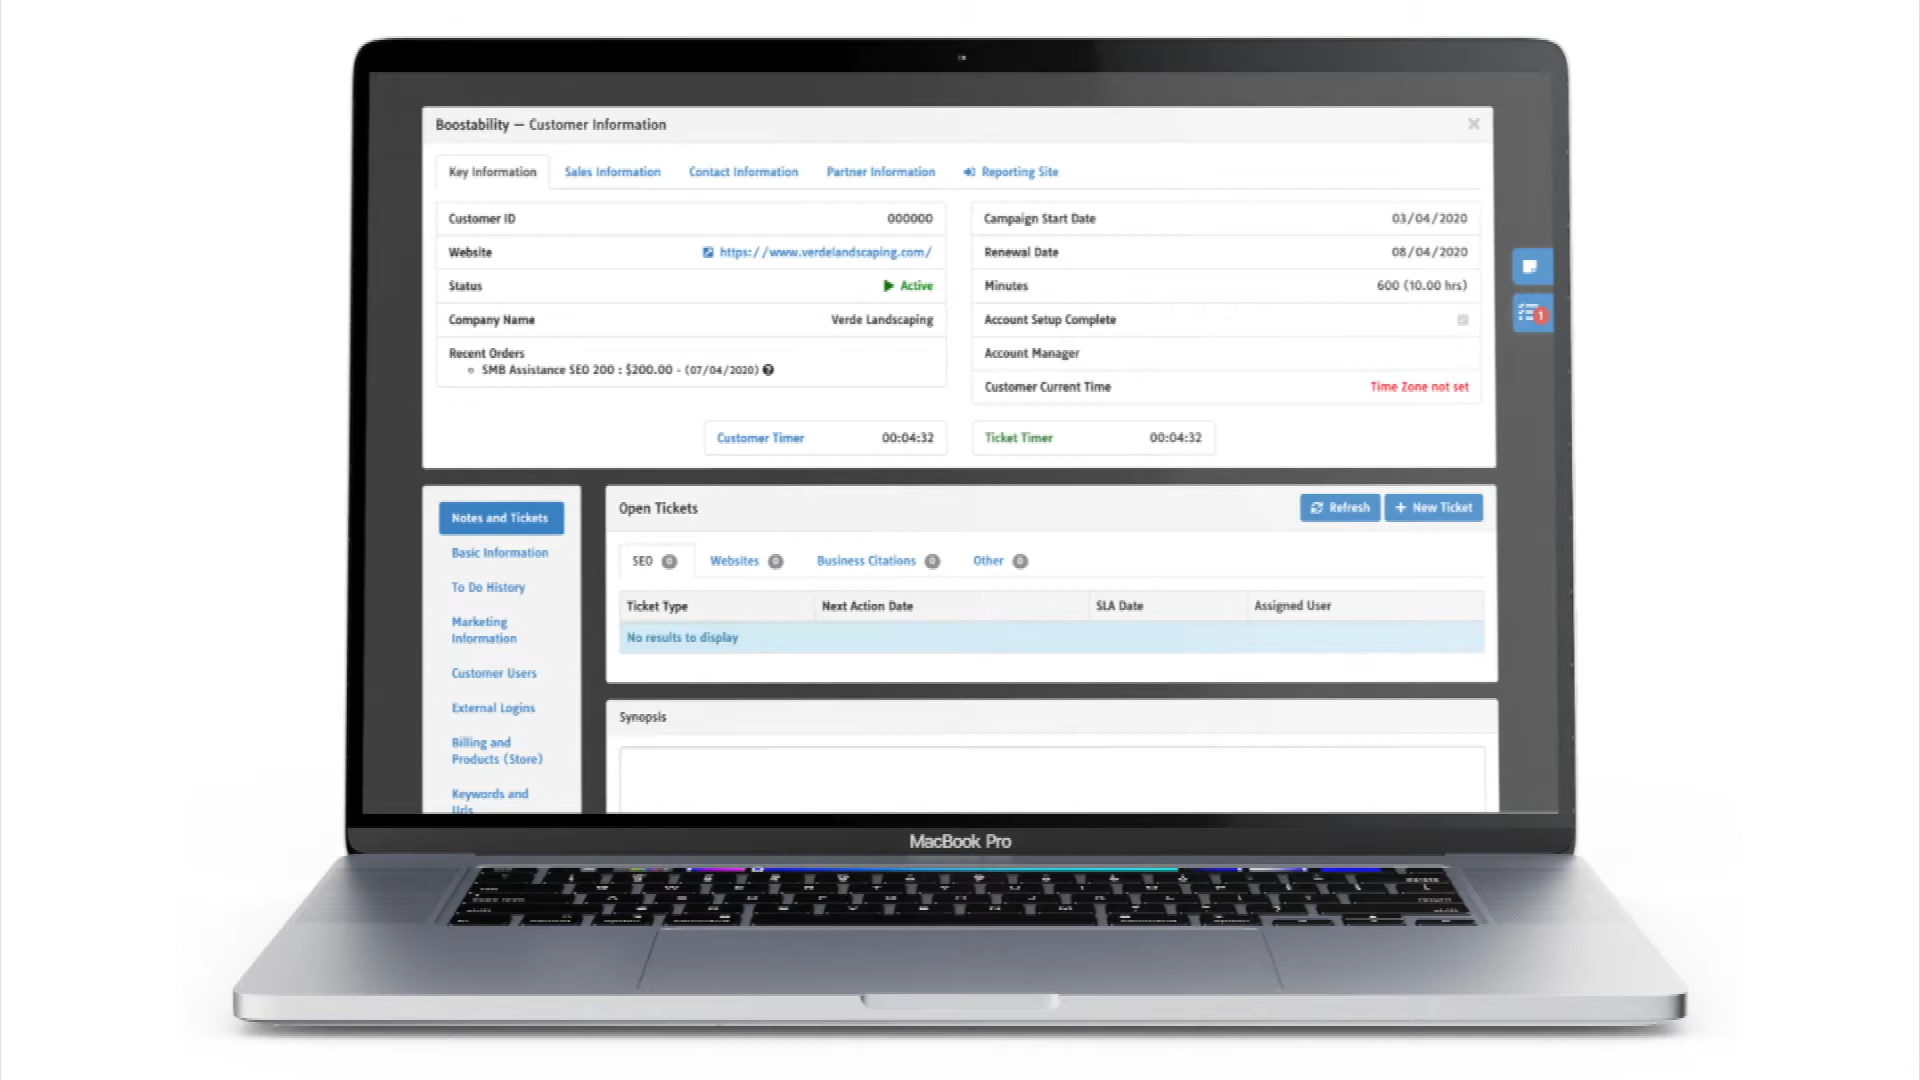 Boostability — Customer Information
Key Information Sales Information Contact Information Partner Information Reporting Site
Customer ID 000000
Website https://www.verdelandscaping.com/
Status Active
Company Name Verde Landscaping
Recent Orders
SMB Assistance SEO 200 : $200.00 - (07/04/2020)
Campaign Start Date 03/04/2020
Renewal Date 08/04/2020
Minutes 600 (10.00 hrs)
Account Setup Complete
Account Manager
Customer Current Time Time Zone not set
Customer Timer 00:04:32
Ticket Timer 00:04:32
1
Notes and Tickets
Basic Information
To Do History
Marketing
Information
Customer Users
External Logins
Billing and
Products (Store)
Keywords and
Urls
Open Tickets Refresh + New Ticket
SEO 0 Websites 0 Business Citations 0 Other 0
Ticket Type Next Action Date SLA Date Assigned User
No results to display
Synopsis
MacBook Pro